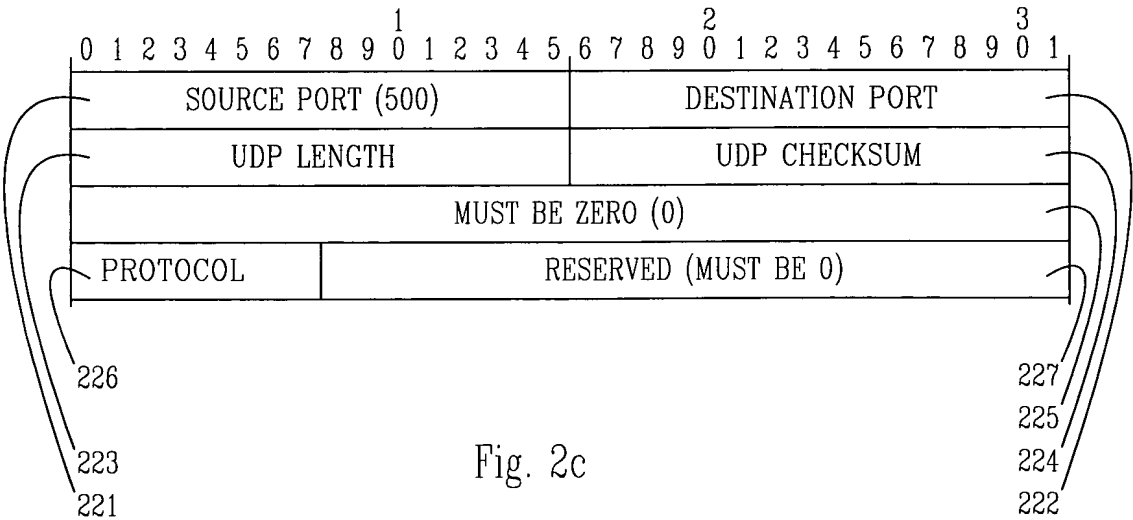 1 2 3
0 1 2 3 4 5 6 7 8 9 0 1 2 3 4 5 6 7 8 9 0 1 2 3 4 5 6 7 8 9 0 1
SOURCE PORT (500) DESTINATION PORT
UDP LENGTH UDP CHECKSUM
MUST BE ZERO (0)
PROTOCOL RESERVED (MUST BE 0)
226 227
225
223 Fig. 2c 224
221 222